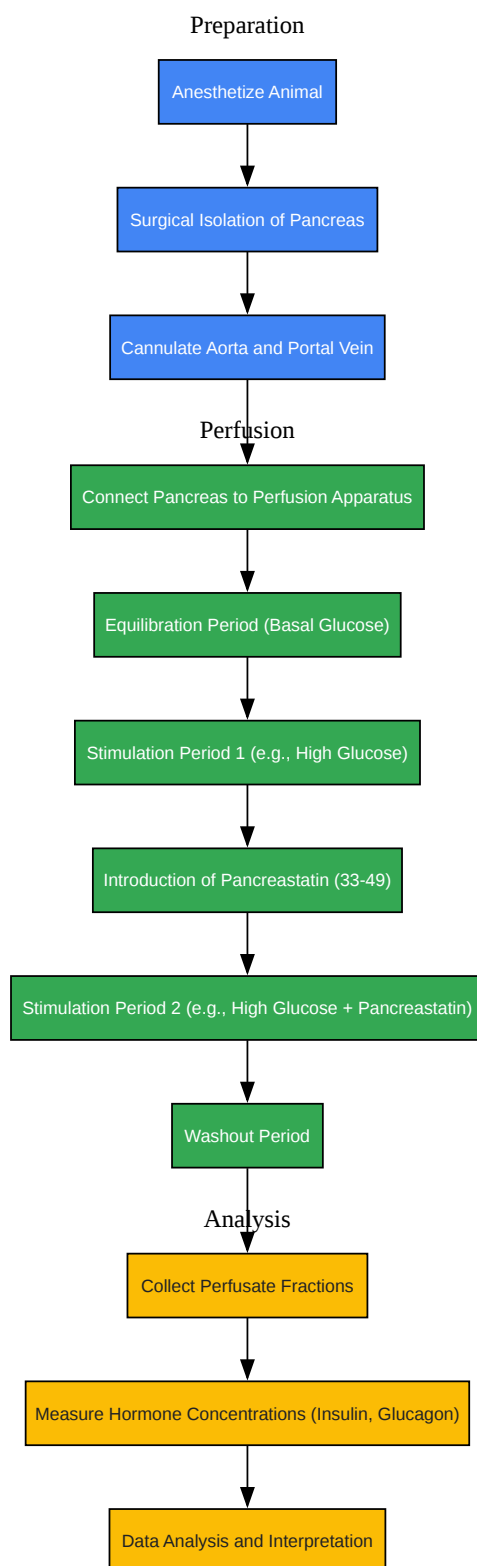 Preparation
Anesthetize Animal
Surgical Isolation of Pancreas
Cannulate Aorta and Portal Vein
Perfusion
Connect Pancreas to Perfusion Apparatus
Equilibration Period (Basal Glucose)
Stimulation Period 1 (e.g., High Glucose)
Introduction of Pancreastatin (33-49)
Stimulation Period 2 (e.g., High Glucose + Pancreastatin)
Washout Period
Analysis
Collect Perfusate Fractions
Measure Hormone Concentrations (Insulin, Glucagon)
Data Analysis and Interpretation